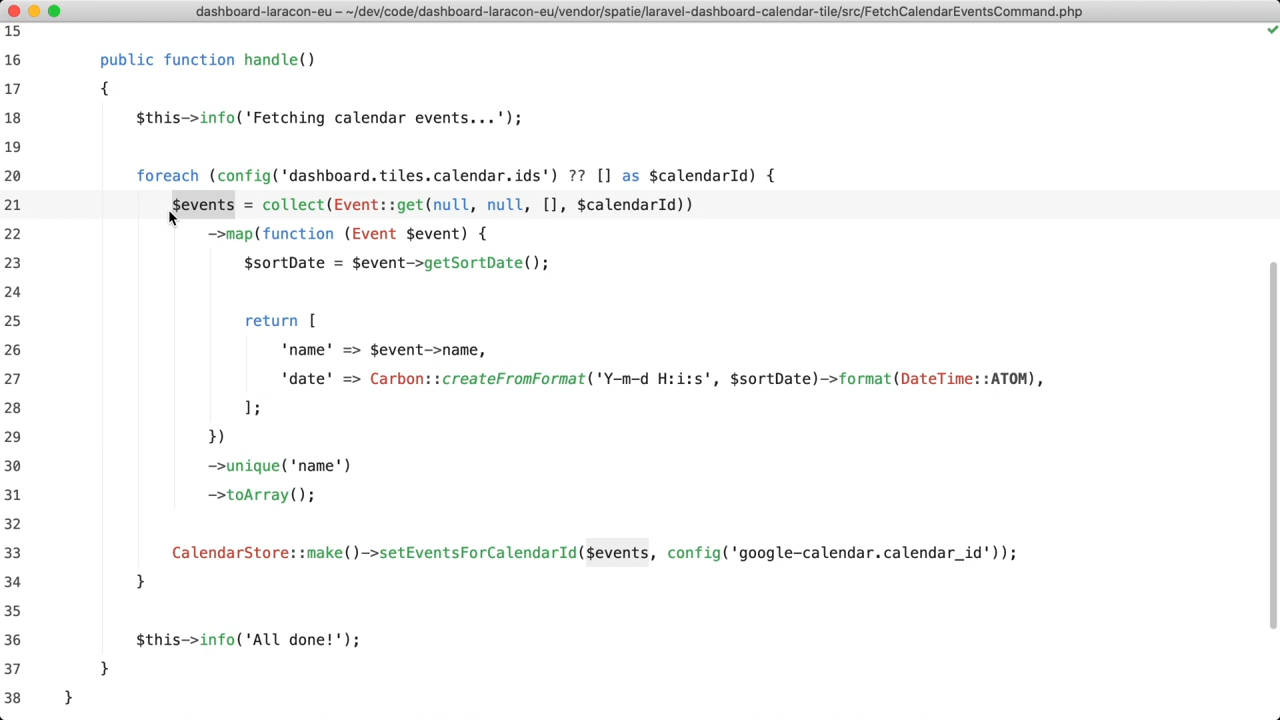 dashboard-laracon-eu – ~/dev/code/dashboard-laracon-eu/vendor/spatie/laravel-dashboard-calendar-tile/src/FetchCalendarEventsCommand.php
15
16 public function handle()
17 {
18 $this->info('Fetching calendar events...');
19
20 foreach (config('dashboard.tiles.calendar.ids') ?? [] as $calendarId) {
21 $events = collect(Event::get(null, null, [], $calendarId))
22 ->map(function (Event $event) {
23 $sortDate = $event->getSortDate();
24
25 return [
26 'name' => $event->name,
27 'date' => Carbon::createFromFormat('Y-m-d H:i:s', $sortDate)->format(DateTime::ATOM),
28 ];
29 })
30 ->unique('name')
31 ->toArray();
32
33 CalendarStore::make()->setEventsForCalendarId($events, config('google-calendar.calendar_id'));
34 }
35
36 $this->info('All done!');
37 }
38 }